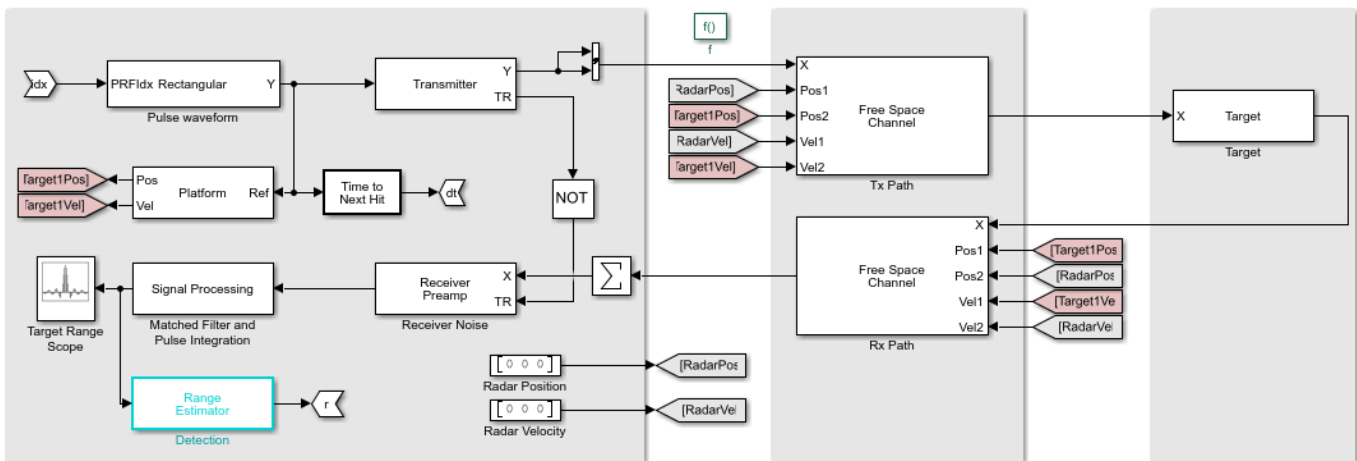 f()
f
idx
PRFIdx Rectangular Y
Pulse waveform
Transmitter
Y
TR
X
Pos1
Pos2
Vel1
Vel2
Free Space
Channel
Tx Path
RadarPos]
Target1Pos]
RadarVel]
Target1Vel]
X Target
Target
Target1Pos]
Target1Vel]
Pos
Vel
Platform
Ref
Time to
Next Hit
dt
NOT
X
Pos1
Pos2
Vel1
Vel2
Free Space
Channel
Rx Path
[Target1Pos
[RadarPos
[Target1Ve
[RadarVel
Target Range
Scope
Signal Processing
Matched Filter and
Pulse Integration
Receiver
Preamp
X
TR
Receiver Noise
Σ
Range
Estimator
Detection
r
[0 0 0]
Radar Position
[RadarPos
[0 0 0]
Radar Velocity
[RadarVel